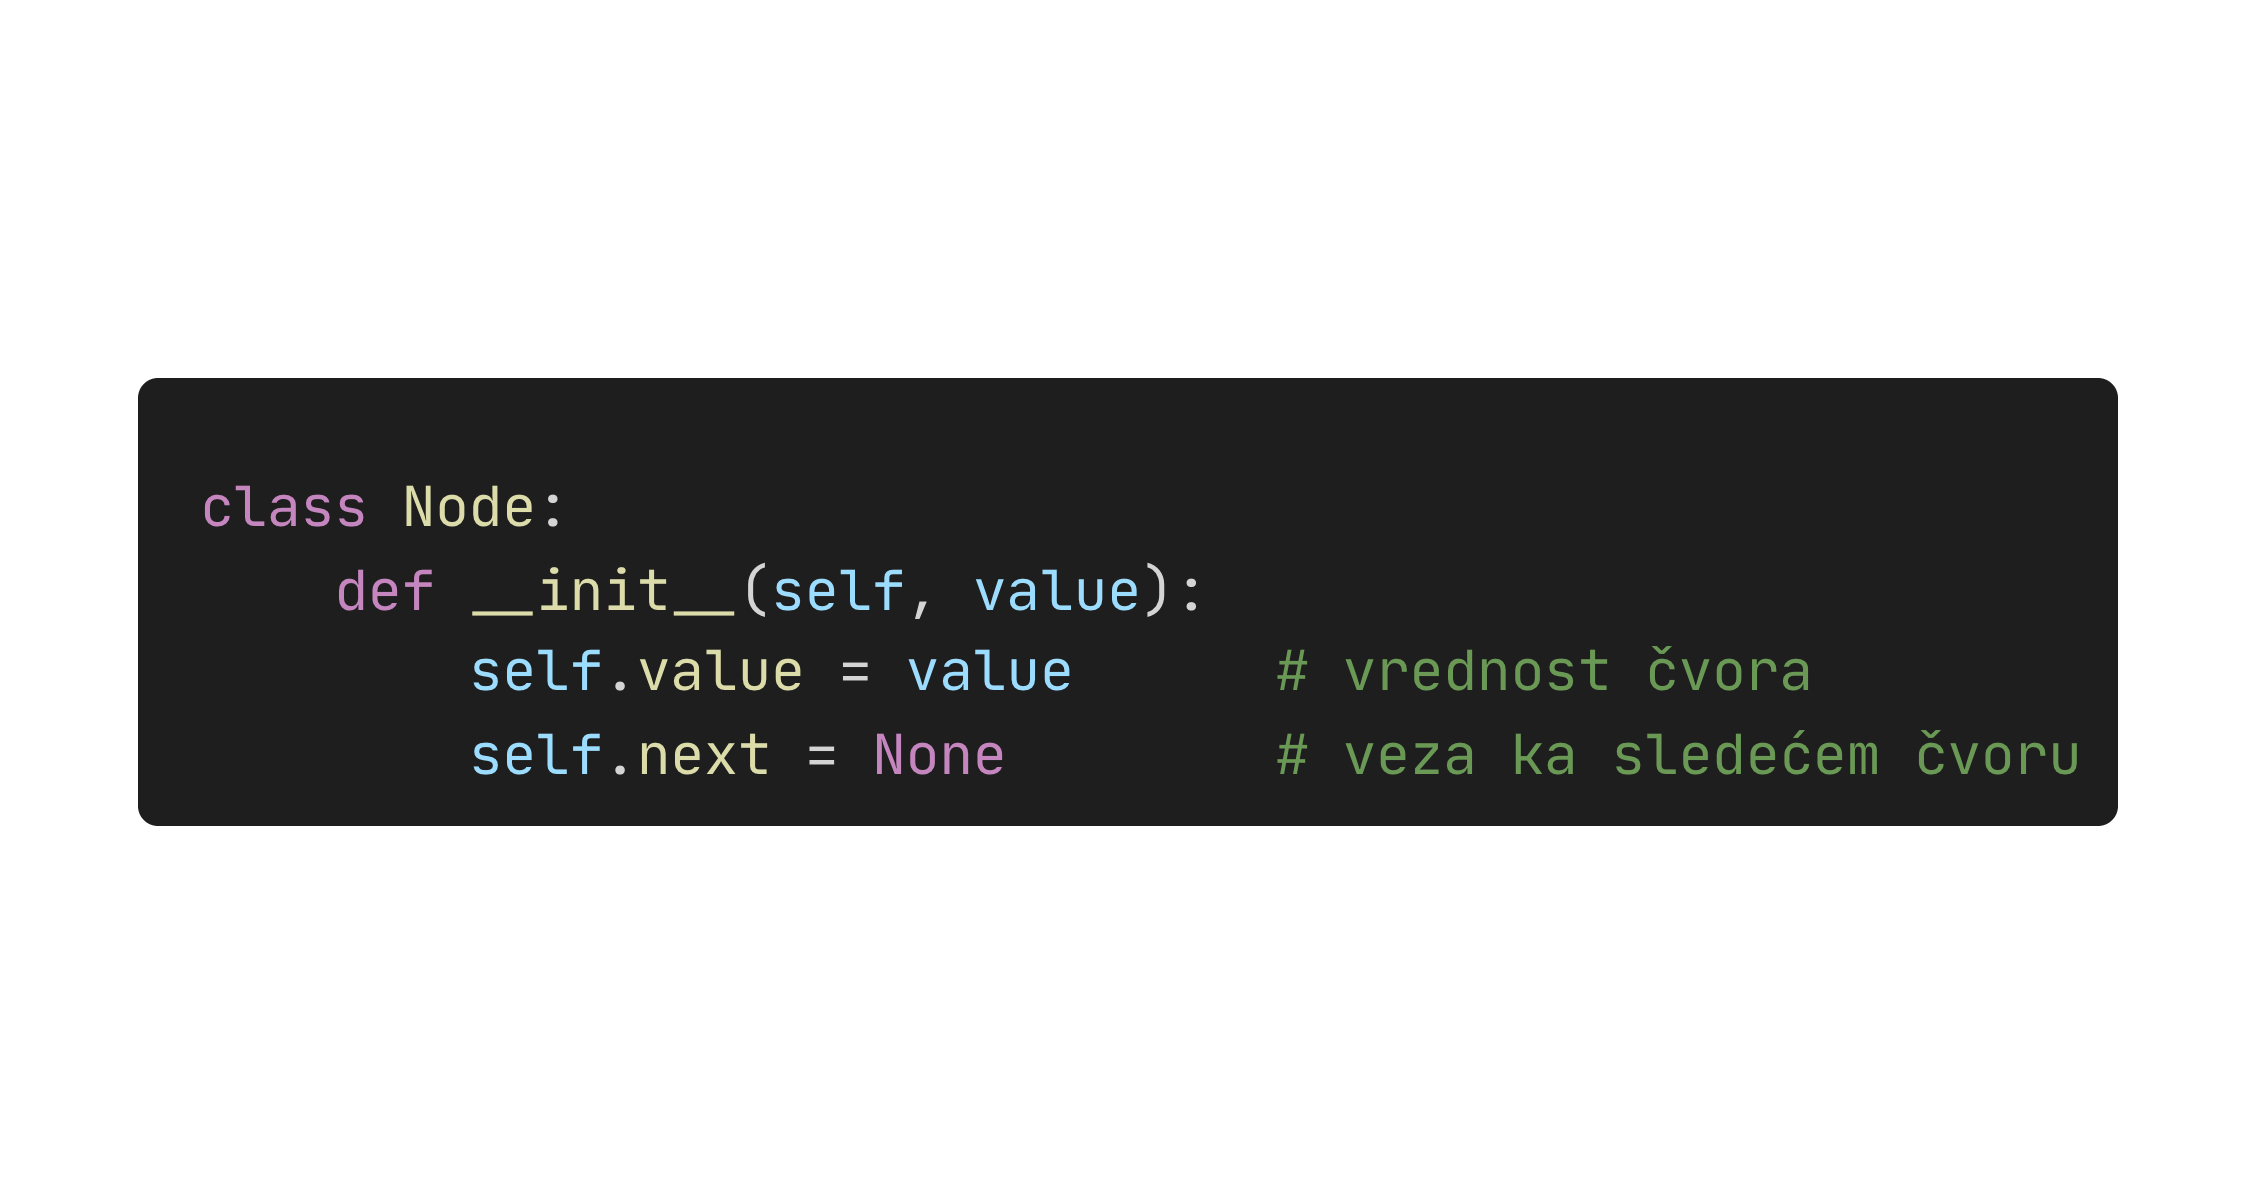 class Node:
    def __init__(self, value):
        self.value = value      # vrednost čvora
        self.next = None        # veza ka sledećem čvoru